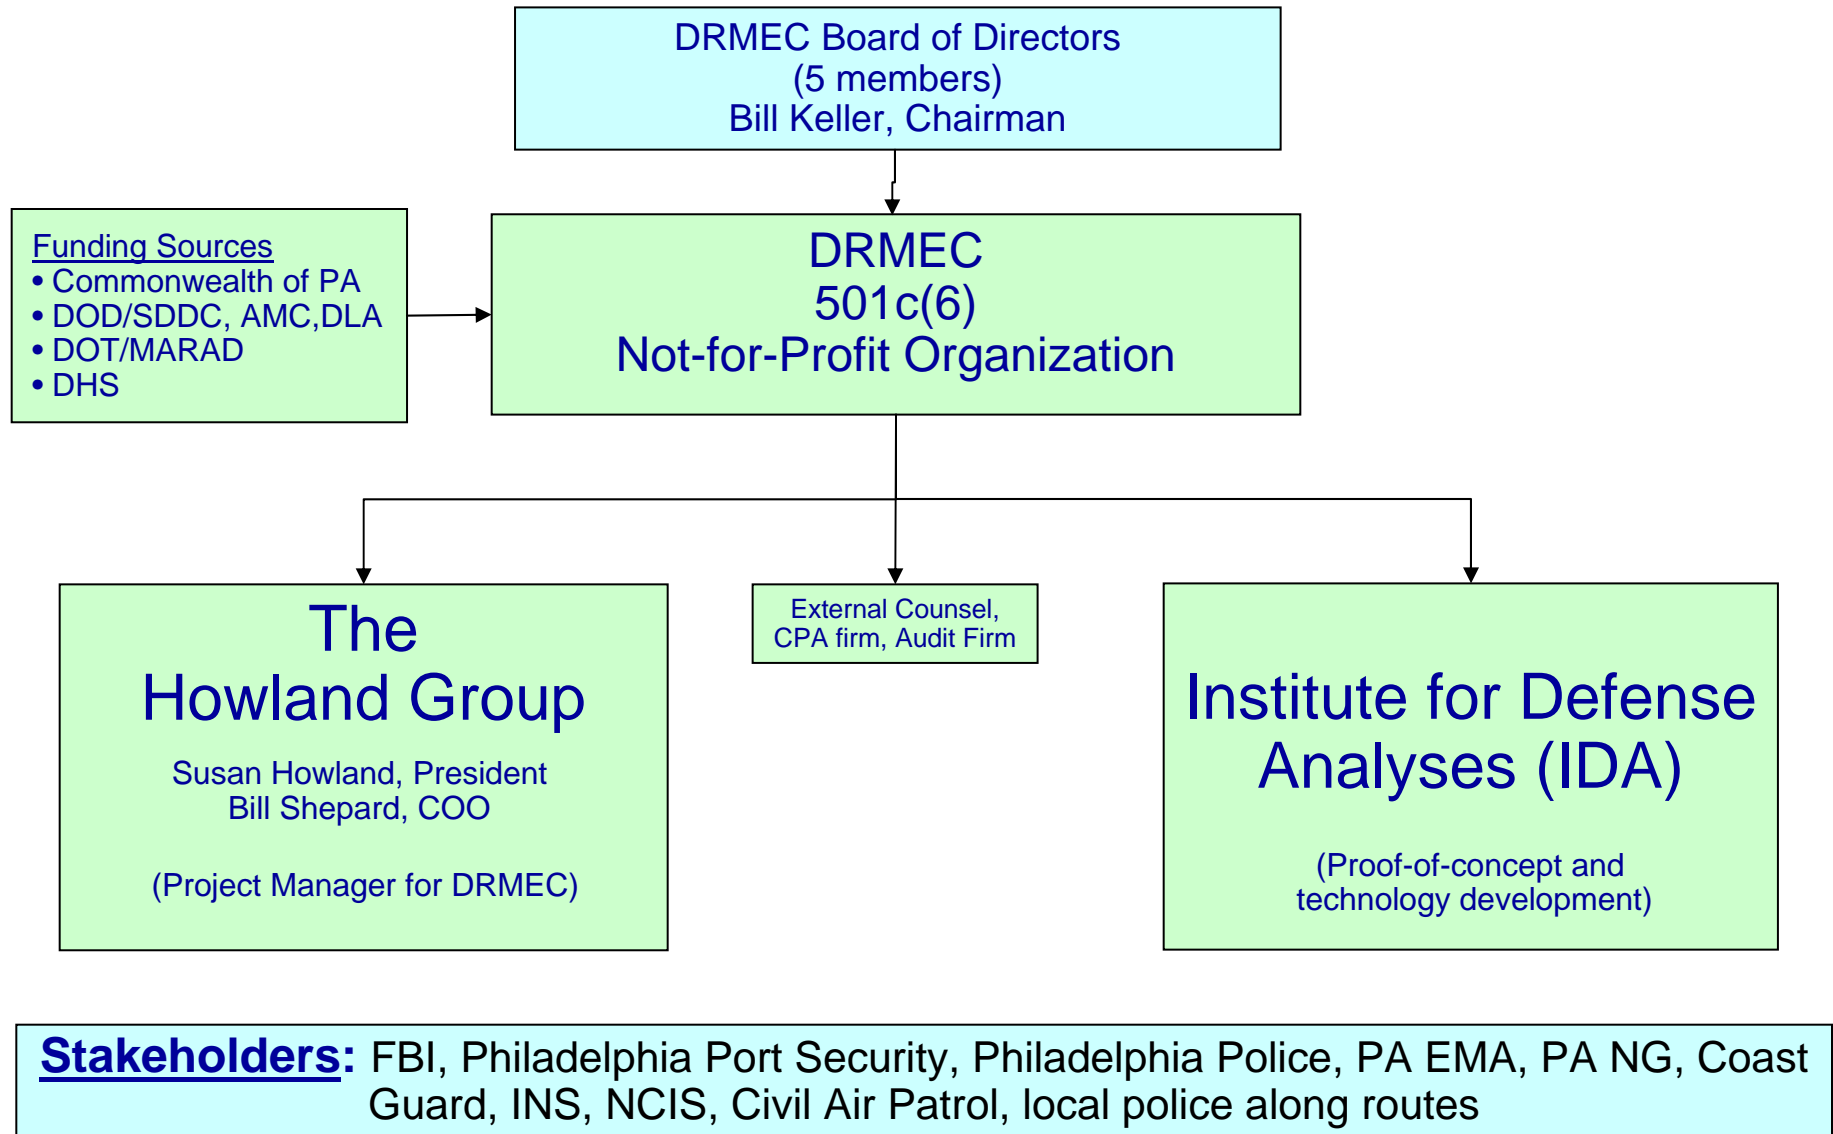 DRMEC Board of Directors
(5 members)
Bill Keller, Chairman
Funding Sources
• Commonwealth of PA
• DOD/SDDC, AMC,DLA
• DOT/MARAD
• DHS
DRMEC
501c(6)
Not-for-Profit Organization
The
Howland Group
Susan Howland, President
Bill Shepard, COO
(Project Manager for DRMEC)
External Counsel,
CPA firm, Audit Firm
Institute for Defense
Analyses (IDA)
(Proof-of-concept and
technology development)
Stakeholders: FBI, Philadelphia Port Security, Philadelphia Police, PA EMA, PA NG, Coast
Guard, INS, NCIS, Civil Air Patrol, local police along routes